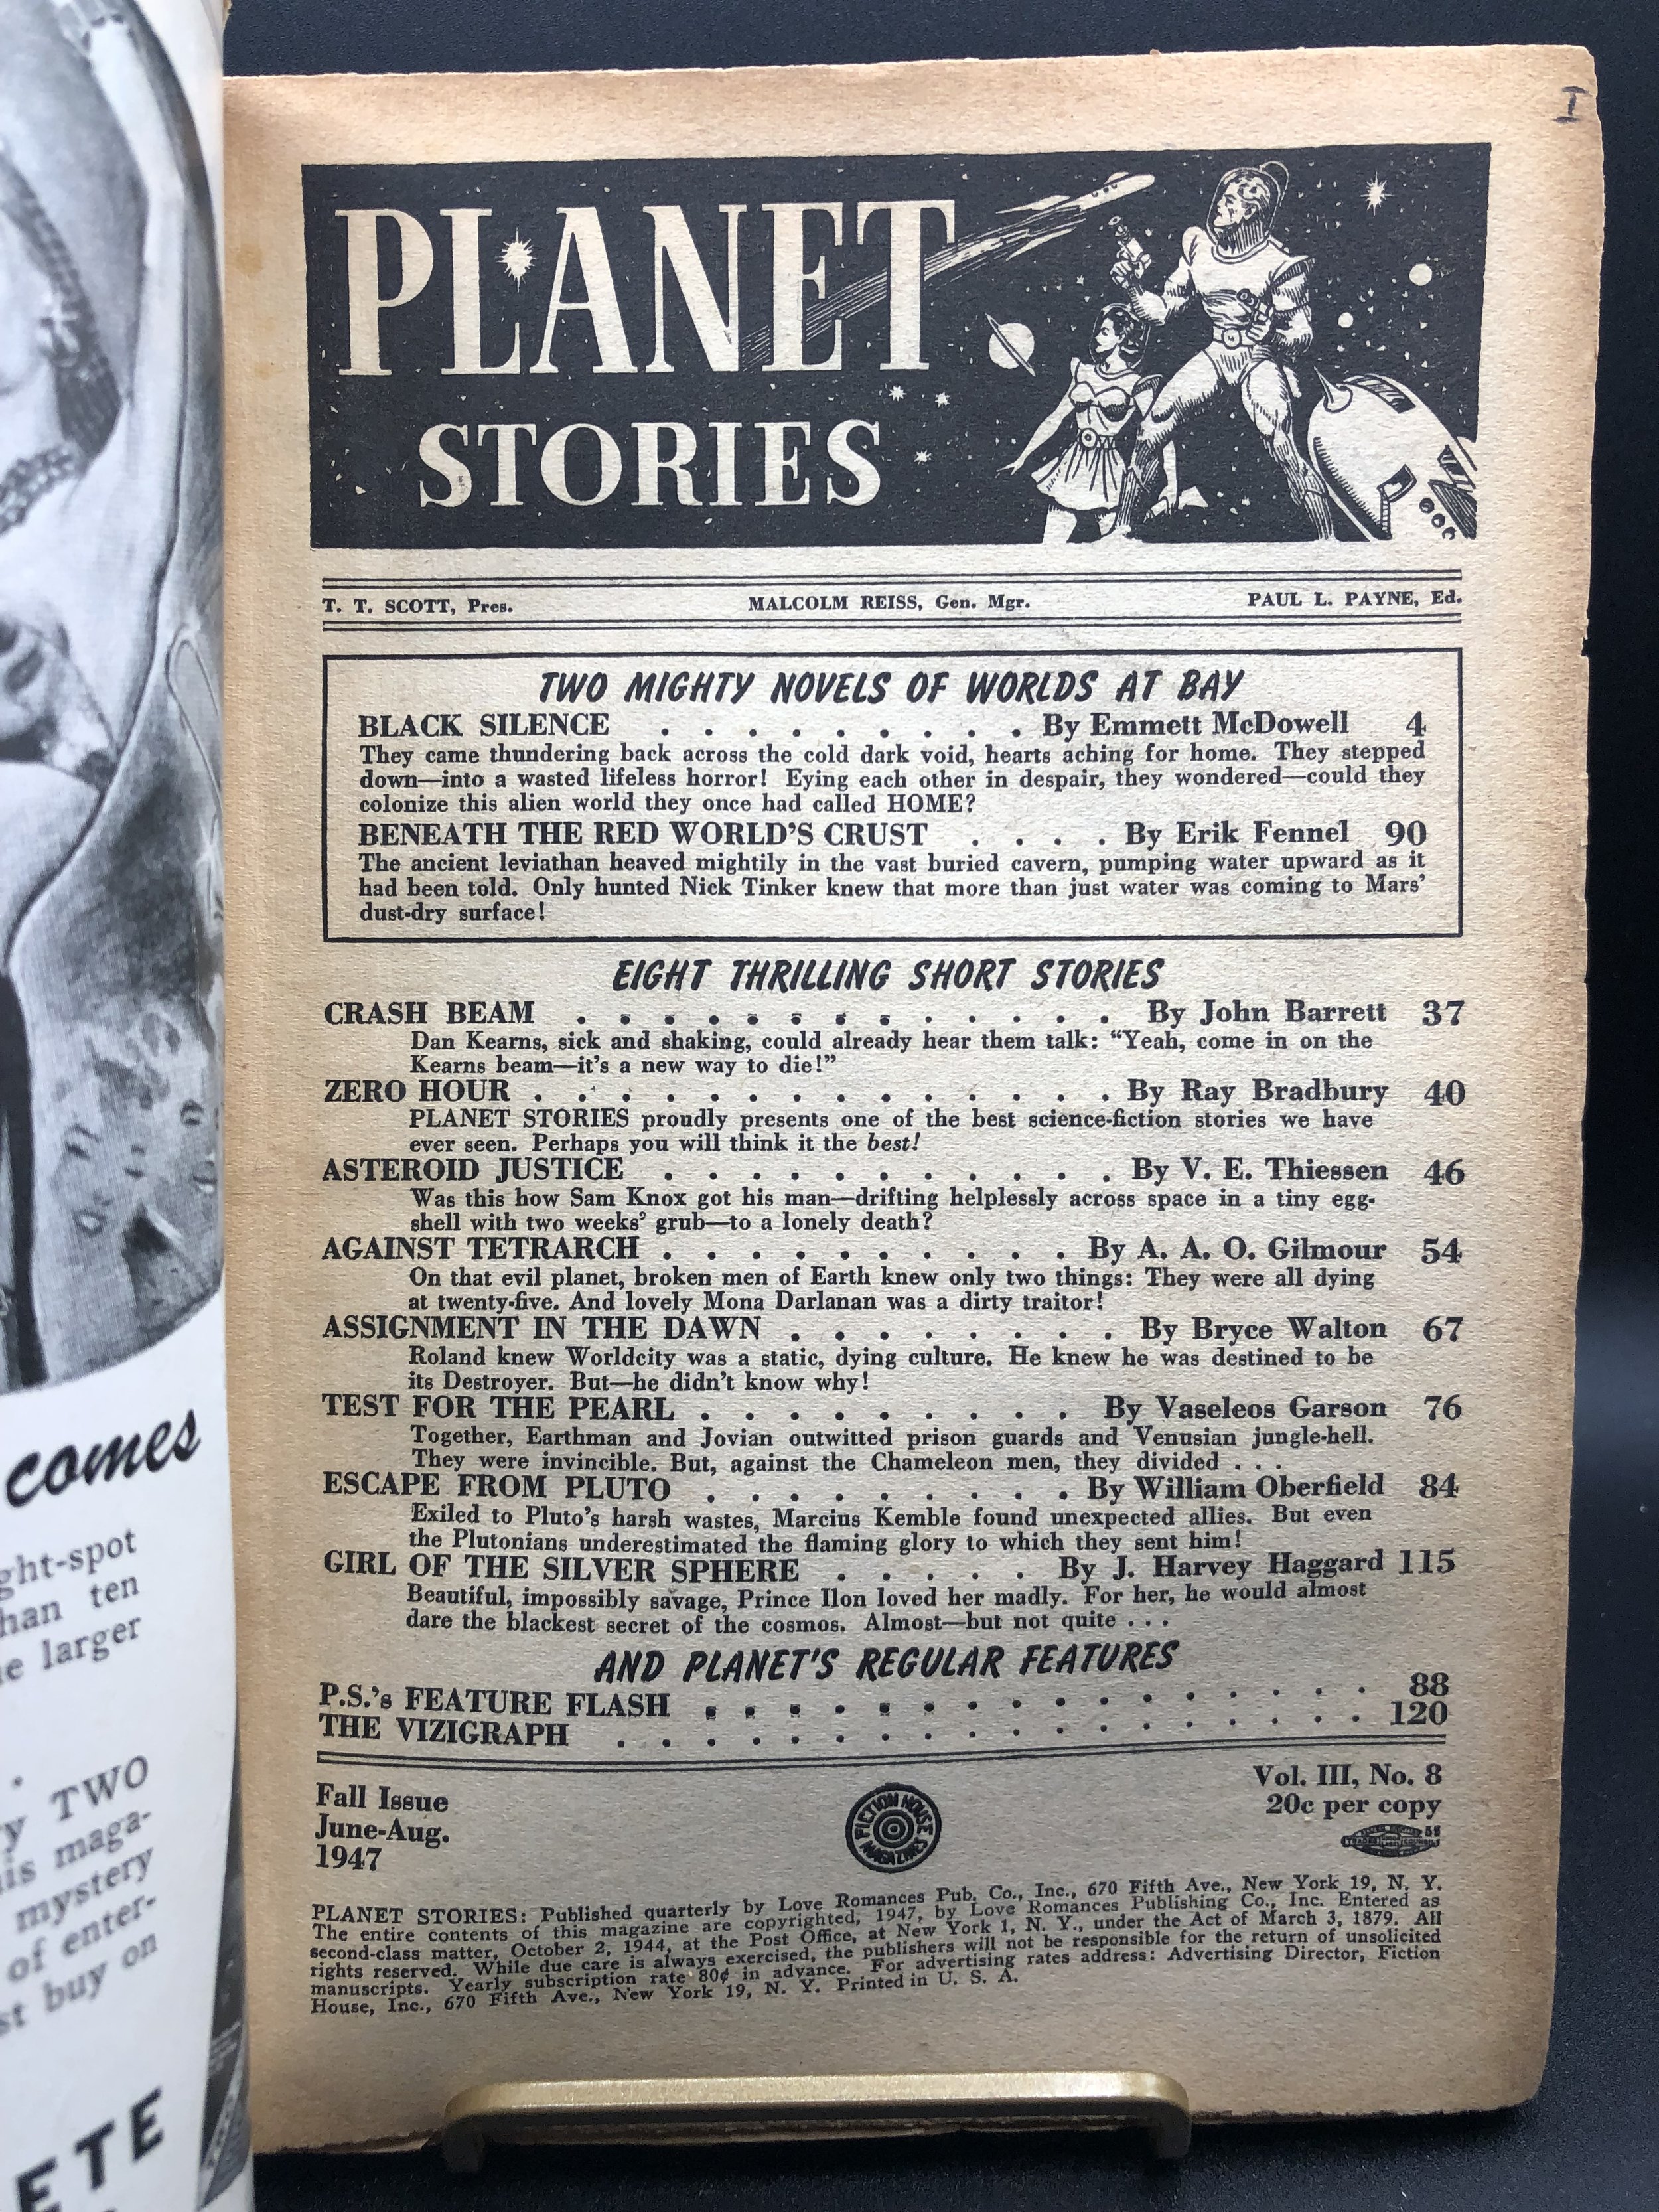 I
PLANET
STORIES
T. T. SCOTT, Pres. MALCOLM REISS, Gen. Mgr. PAUL L. PAYNE, Ed.
TWO MIGHTY NOVELS OF WORLDS AT BAY
BLACK SILENCE . . . . . . . . . By Emmett McDowell 4
They came thundering back across the cold dark void, hearts aching for home. They stepped
down—into a wasted lifeless horror! Eying each other in despair, they wondered—could they
colonize this alien world they once had called HOME?
BENEATH THE RED WORLD'S CRUST . . . . By Erik Fennel 90
The ancient leviathan heaved mightily in the vast buried cavern, pumping water upward as it
had been told. Only hunted Nick Tinker knew that more than just water was coming to Mars'
dust-dry surface!
EIGHT THRILLING SHORT STORIES
CRASH BEAM . . . . . . . . . . . . . By John Barrett 37
Dan Kearns, sick and shaking, could already hear them talk: "Yeah, come in on the
Kearns beam—it's a new way to die!"
ZERO HOUR . . . . . . . . . . . . . . By Ray Bradbury 40
PLANET STORIES proudly presents one of the best science-fiction stories we have
ever seen. Perhaps you will think it the best!
ASTEROID JUSTICE . . . . . . . . . . . By V. E. Thiessen 46
Was this how Sam Knox got his man—drifting helplessly across space in a tiny egg-
shell with two weeks' grub—to a lonely death?
AGAINST TETRARCH . . . . . . . . . . By A. A. O. Gilmour 54
On that evil planet, broken men of Earth knew only two things: They were all dying
at twenty-five. And lovely Mona Darlanan was a dirty traitor!
ASSIGNMENT IN THE DAWN . . . . . . . . By Bryce Walton 67
Roland knew Worldcity was a static, dying culture. He knew he was destined to be
its Destroyer. But—he didn't know why!
TEST FOR THE PEARL . . . . . . . . . By Vaseleos Garson 76
Together, Earthman and Jovian outwitted prison guards and Venusian jungle-hell.
They were invincible. But, against the Chameleon men, they divided . . .
ESCAPE FROM PLUTO . . . . . . . . . By William Oberfield 84
Exiled to Pluto's harsh wastes, Marcius Kemble found unexpected allies. But even
the Plutonians underestimated the flaming glory to which they sent him!
GIRL OF THE SILVER SPHERE . . . . . By J. Harvey Haggard 115
Beautiful, impossibly savage, Prince Ilon loved her madly. For her, he would almost
dare the blackest secret of the cosmos. Almost—but not quite . . .
AND PLANET'S REGULAR FEATURES
P.S.'s FEATURE FLASH . . . . . . . . . . . . . . . . 88
THE VIZIGRAPH . . . . . . . . . . . . . . . . . . 120
Fall Issue
June-Aug.
1947
FICTION HOUSE MAGAZINES
Vol. III, No. 8
20c per copy
PLANET STORIES: Published quarterly by Love Romances Pub. Co., Inc., 670 Fifth Ave., New York 19, N. Y.
The entire contents of this magazine are copyrighted, 1947, by Love Romances Publishing Co., Inc. Entered as
second-class matter, October 2, 1944, at the Post Office, at New York 1, N. Y., under the Act of March 3, 1879. All
rights reserved. While due care is always exercised, the publishers will not be responsible for the return of unsolicited
manuscripts. Yearly subscription rate 80¢ in advance. For advertising rates address: Advertising Director, Fiction
House, Inc., 670 Fifth Ave., New York 19, N. Y. Printed in U. S. A.
comes
ght-spot
han ten
e larger
y TWO
is maga-
mystery
of enter-
st buy on
ETE